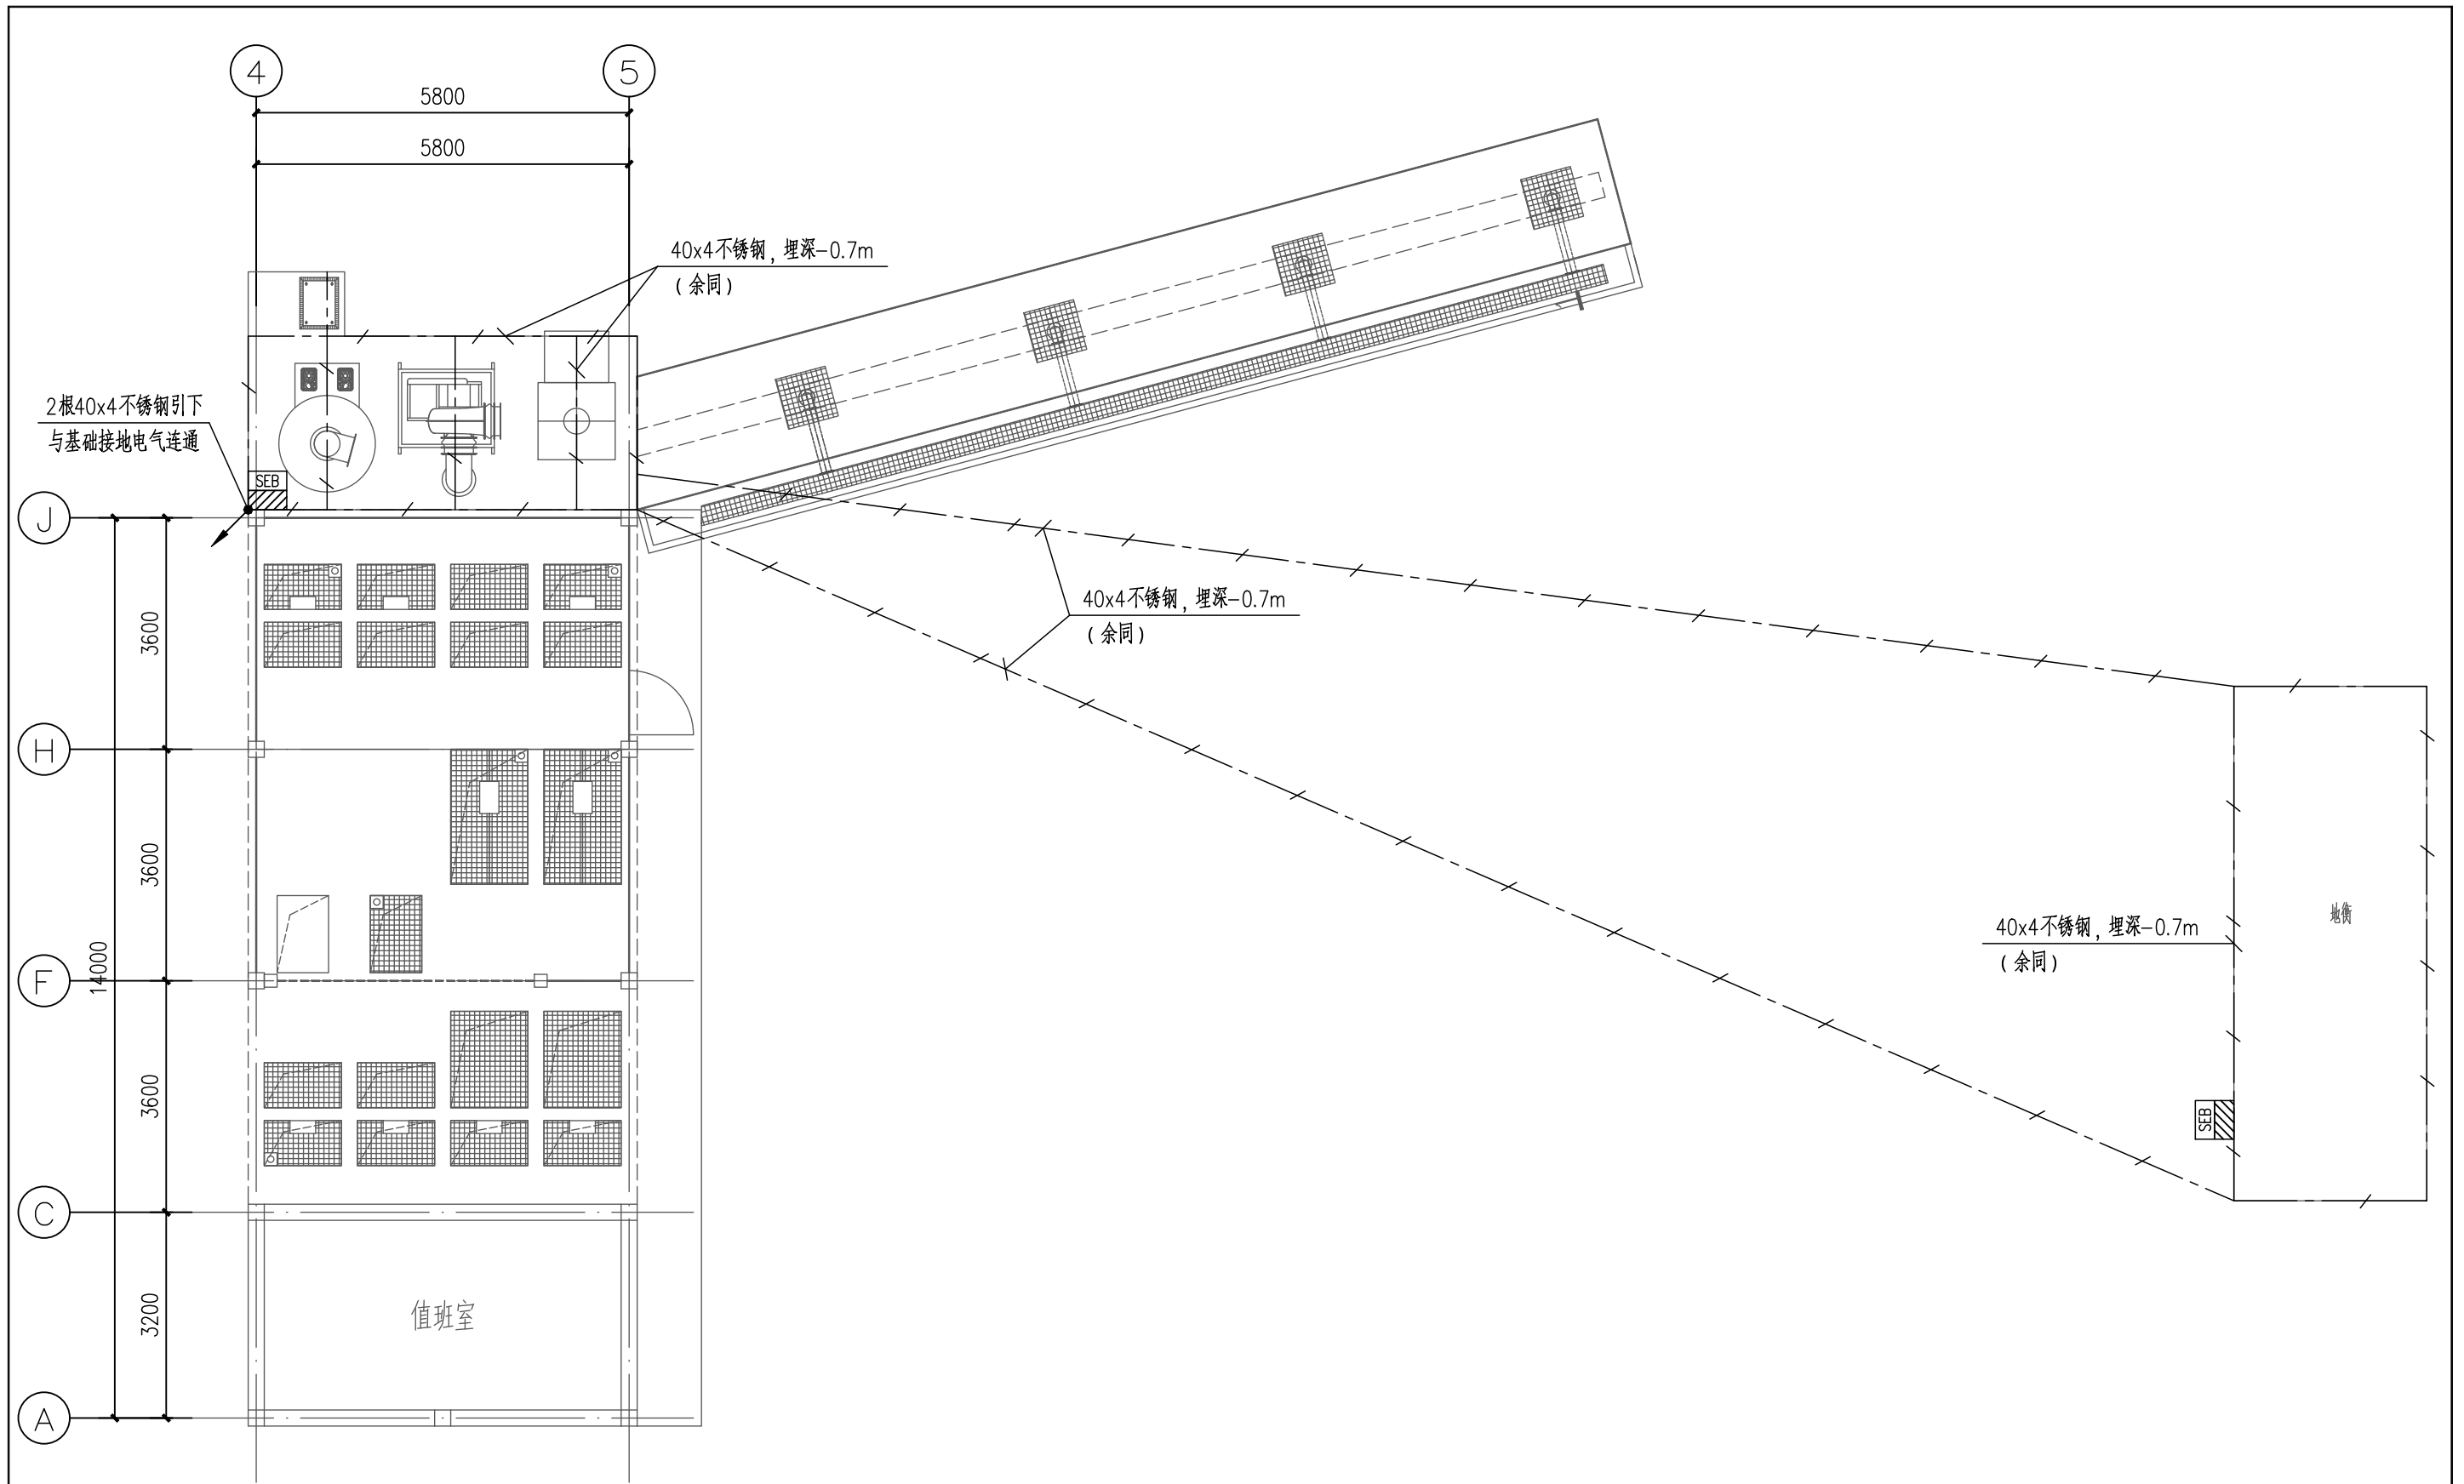 4
5
5800
5800
40x4不锈钢, 埋深-0.7m
(余同)
2根40x4不锈钢引下
与基础接地电气连通
SEB
J
3600
40x4不锈钢, 埋深-0.7m
(余同)
H
3600
14000
40x4不锈钢, 埋深-0.7m
(余同)
地衡
F
3600
SEB
C
3200
值班室
A